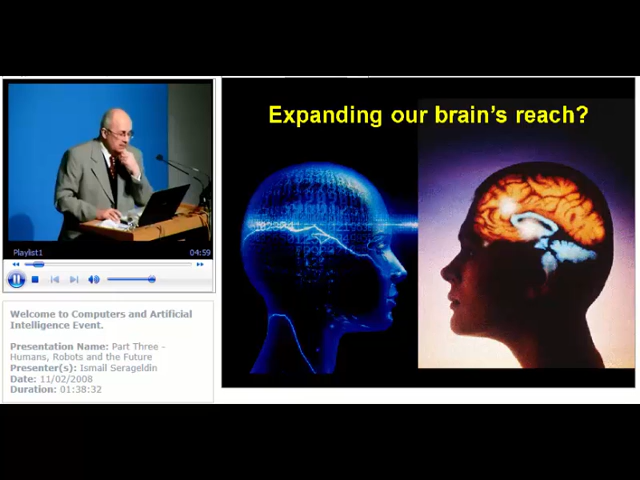 Expanding our brain's reach?
Playlist1
04:59
Welcome to Computers and Artificial
Intelligence Event.
Presentation Name: Part Three -
Humans, Robots and the Future
Presenter(s): Ismail Serageldin
Date: 11/02/2008
Duration: 01:38:32